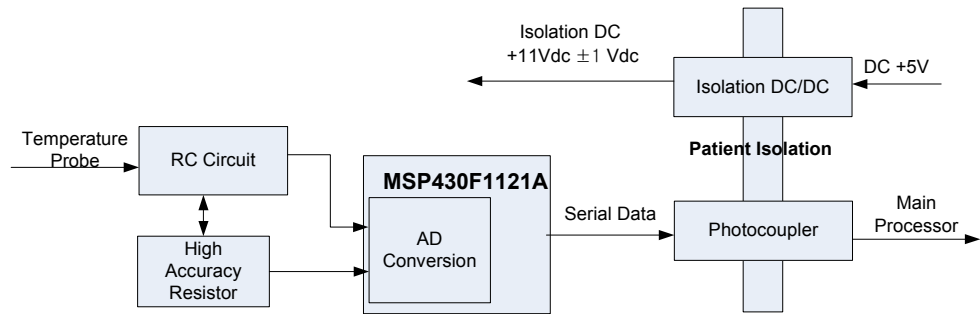 Isolation DC
+11Vdc ±1 Vdc
DC +5V
Isolation DC/DC
Temperature
Probe
RC Circuit
Patient Isolation
MSP430F1121A
Serial Data
Main
Processor
Photocoupler
AD
Conversion
High
Accuracy
Resistor